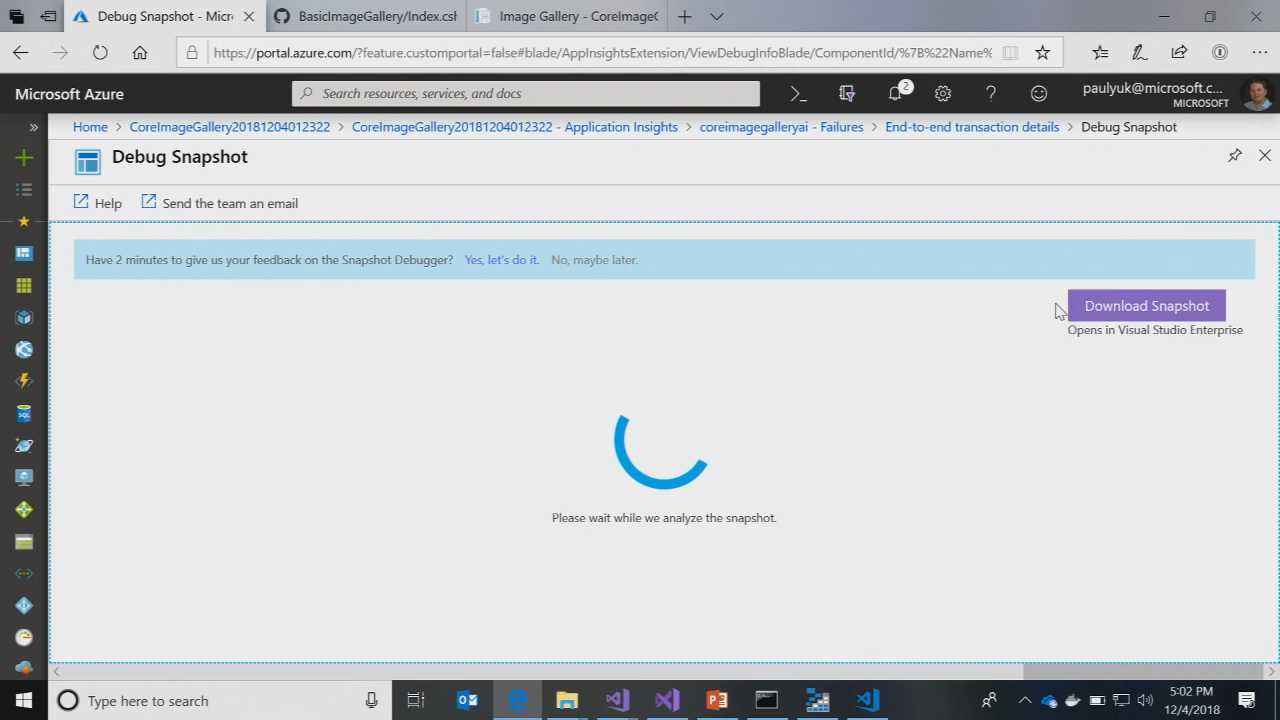 Debug Snapshot - Micr
BasicImageGallery/Index.csh
Image Gallery - CoreImageG
https://portal.azure.com/?feature.customportal=false#blade/AppInsightsExtension/ViewDebugInfoBlade/ComponentId/%7B%22Name%
Microsoft Azure
Search resources, services, and docs
2
paulyuk@microsoft.c...
MICROSOFT
Home > CoreImageGallery20181204012322 > CoreImageGallery20181204012322 - Application Insights > coreimagegalleryai - Failures > End-to-end transaction details > Debug Snapshot
Debug Snapshot
Help
Send the team an email
Have 2 minutes to give us your feedback on the Snapshot Debugger? Yes, let's do it. No, maybe later.
Download Snapshot
Opens in Visual Studio Enterprise
Please wait while we analyze the snapshot.
SQL
Type here to search
5:02 PM
12/4/2018